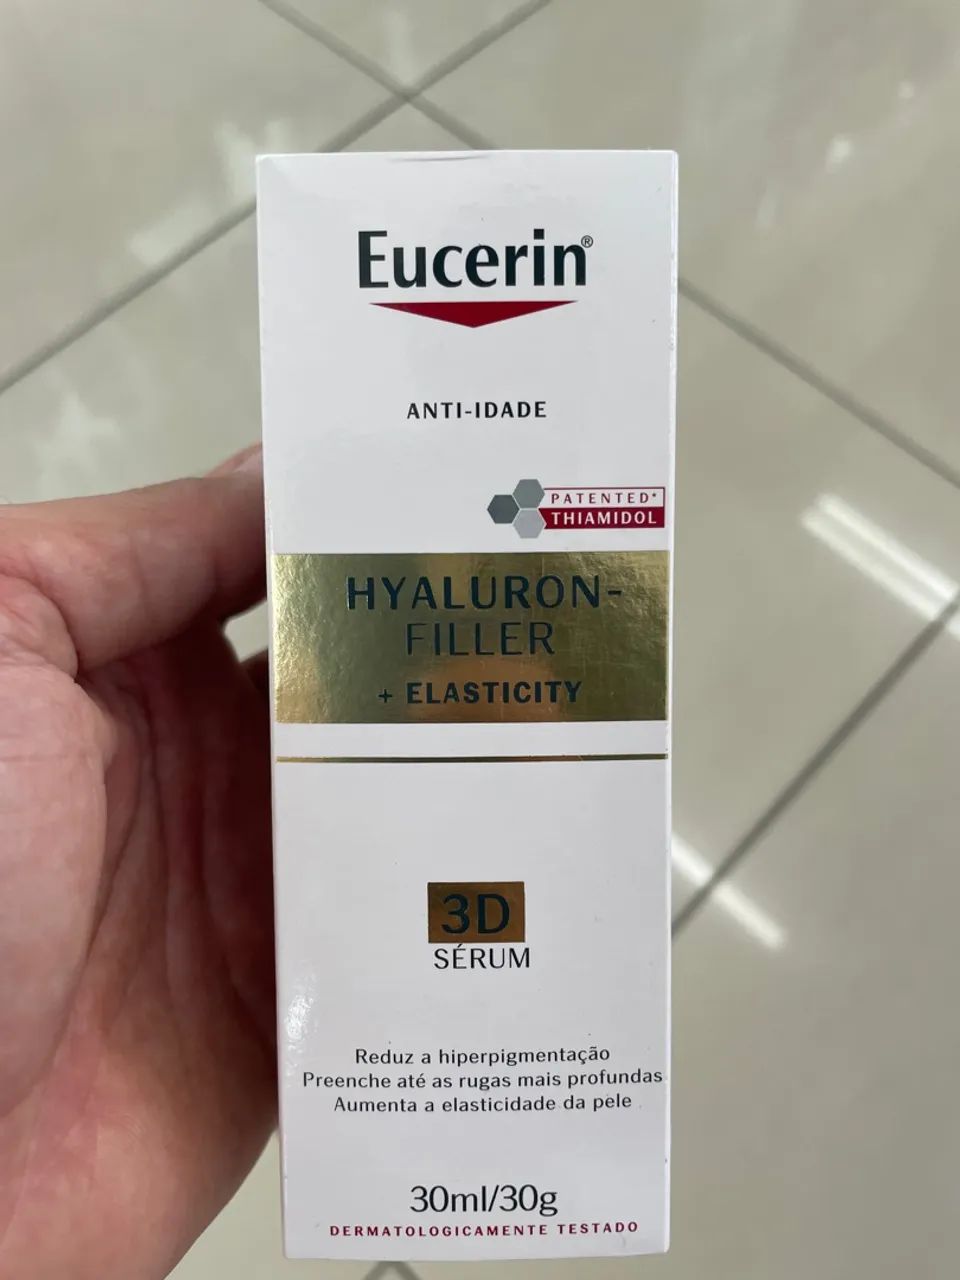 Eucerin®
ANTI-IDADE
PATENTED*
THIAMIDOL
HYALURON-
FILLER
+ ELASTICITY
3D
SÉRUM
Reduz a hiperpigmentação
Preenche até as rugas mais profundas
Aumenta a elasticidade da pele
30ml/30g
DERMATOLOGICAMENTE TESTADO